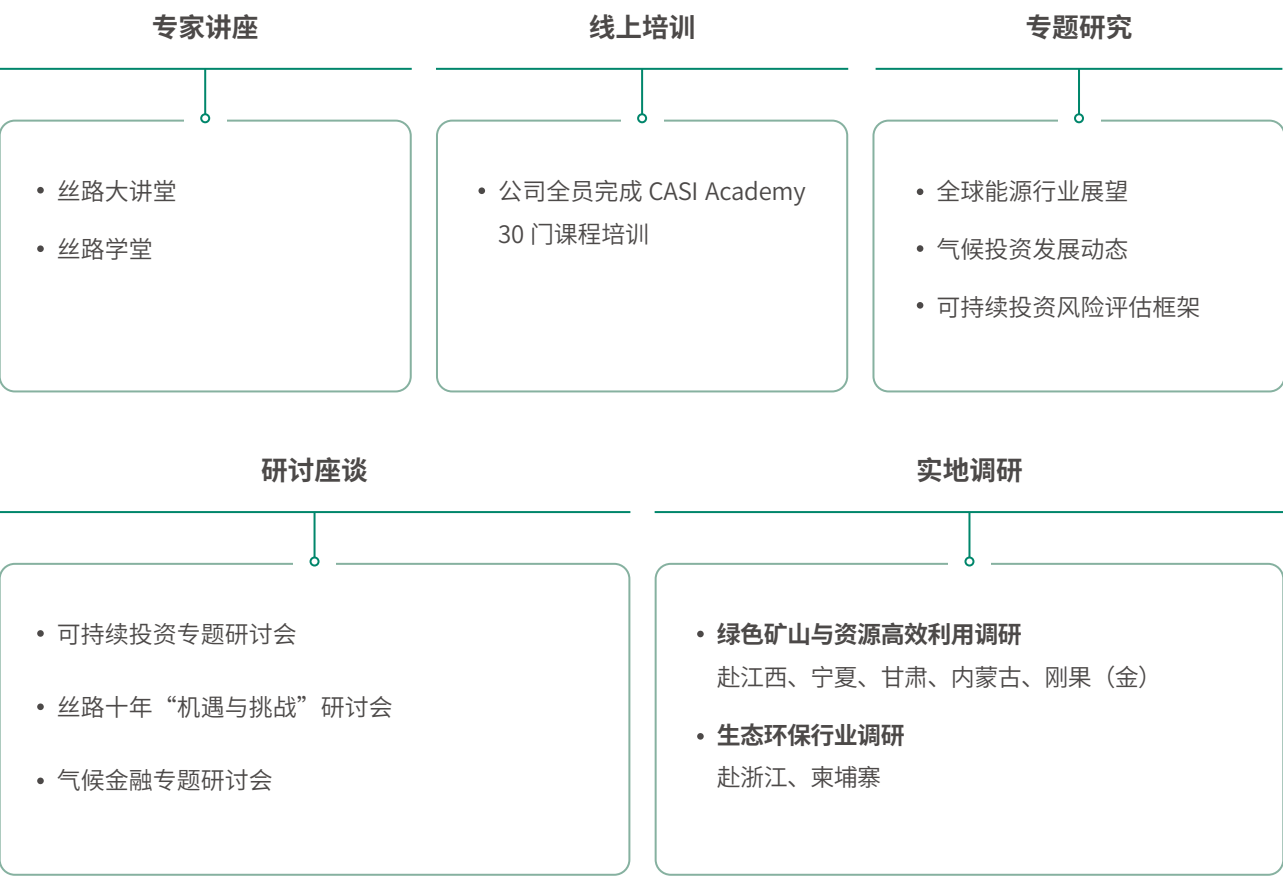 专家讲座
• 丝路大讲堂
• 丝路学堂
线上培训
• 公司全员完成 CASI Academy
30 门课程培训
专题研究
• 全球能源行业展望
• 气候投资发展动态
• 可持续投资风险评估框架
研讨座谈
• 可持续投资专题研讨会
• 丝路十年“机遇与挑战”研讨会
• 气候金融专题研讨会
实地调研
• 绿色矿山与资源高效利用调研
赴江西、宁夏、甘肃、内蒙古、刚果（金）
• 生态环保行业调研
赴浙江、柬埔寨